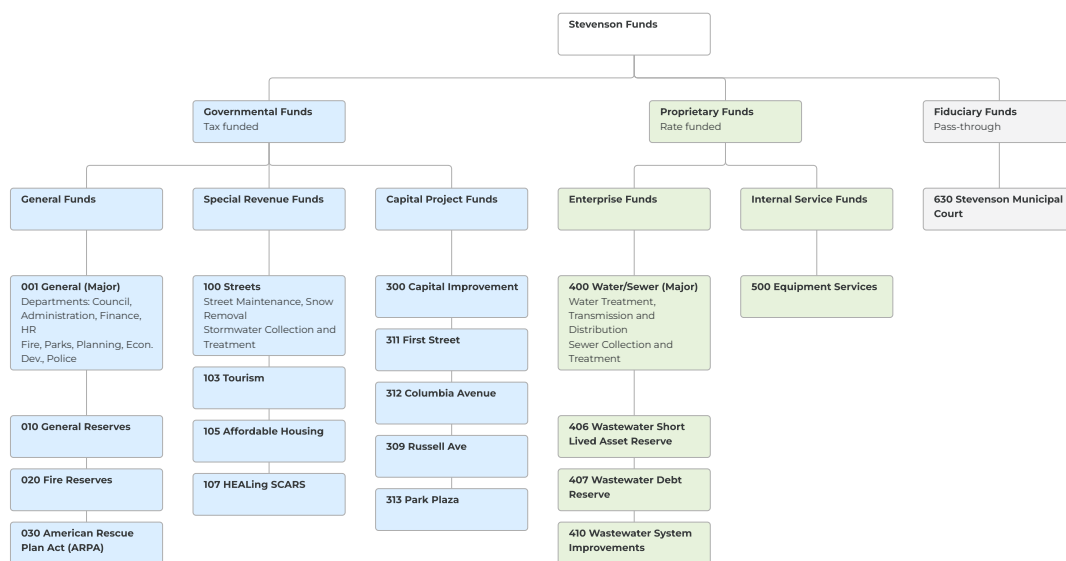 Stevenson Funds
Governmental Funds
Tax funded
Proprietary Funds
Rate funded
Fiduciary Funds
Pass-through
General Funds
Special Revenue Funds
Capital Project Funds
Enterprise Funds
Internal Service Funds
630 Stevenson Municipal
Court
001 General (Major)
Departments: Council,
Administration, Finance,
HR
Fire, Parks, Planning, Econ.
Dev., Police
010 General Reserves
020 Fire Reserves
030 American Rescue
Plan Act (ARPA)
100 Streets
Street Maintenance, Snow
Removal
Stormwater Collection and
Treatment
103 Tourism
105 Affordable Housing
107 HEALing SCARS
300 Capital Improvement
311 First Street
312 Columbia Avenue
309 Russell Ave
313 Park Plaza
400 Water/Sewer (Major)
Water Treatment,
Transmission and
Distribution
Sewer Collection and
Treatment
406 Wastewater Short
Lived Asset Reserve
407 Wastewater Debt
Reserve
410 Wastewater System
Improvements
500 Equipment Services